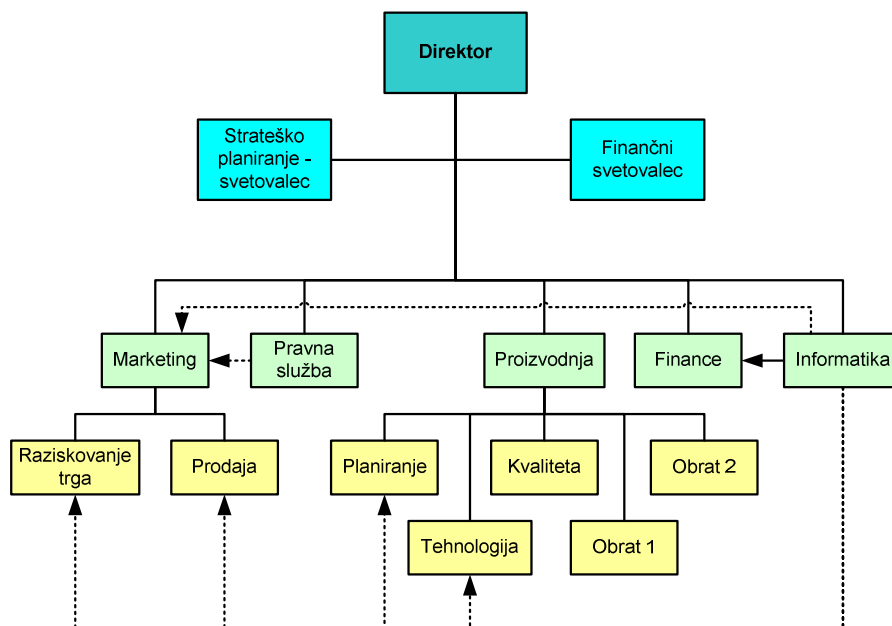 Direktor
Strateško
planiranje -
svetovalec
Finančni
svetovalec
Marketing
Pravna
služba
Proizvodnja
Finance
Informatika
Raziskovanje
trga
Prodaja
Planiranje
Kvaliteta
Obrat 2
Tehnologija
Obrat 1